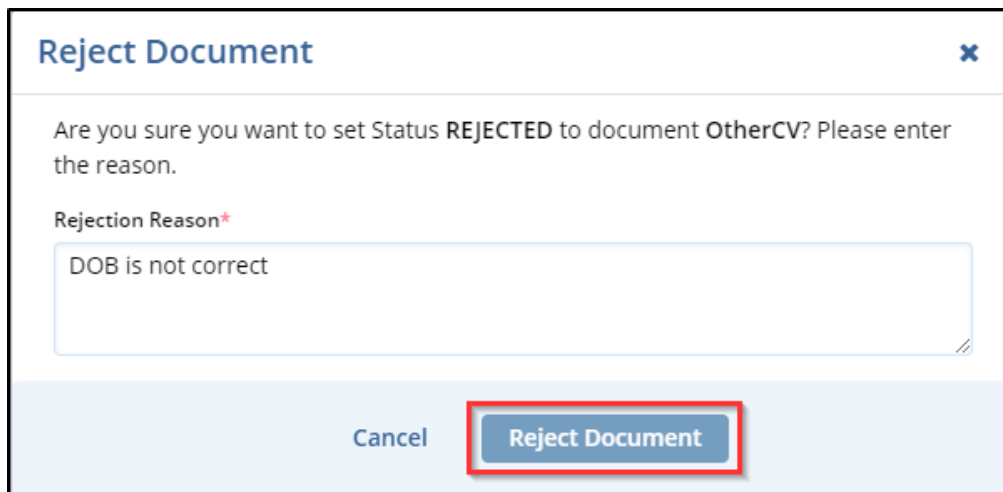 Reject Document
Are you sure you want to set Status REJECTED to document OtherCV? Please enter
the reason.
Rejection Reason*
DOB is not correct
Cancel
Reject Document